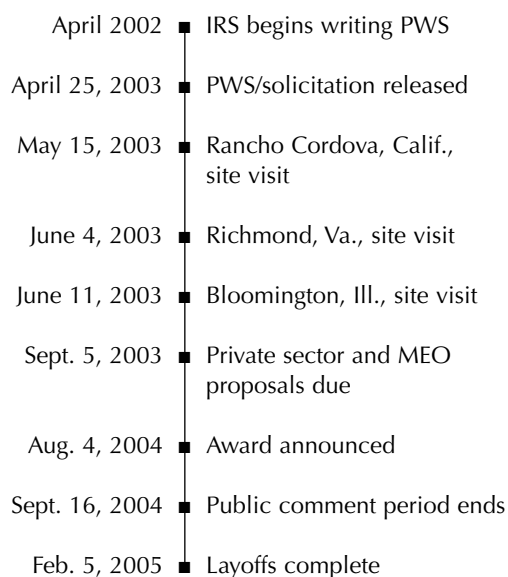 April 2002 IRS begins writing PWS
April 25, 2003 PWS/solicitation released
May 15, 2003 Rancho Cordova, Calif.,
site visit
June 4, 2003 Richmond, Va., site visit
June 11, 2003 Bloomington, Ill., site visit
Sept. 5, 2003 Private sector and MEO
proposals due
Aug. 4, 2004 Award announced
Sept. 16, 2004 Public comment period ends
Feb. 5, 2005 Layoffs complete